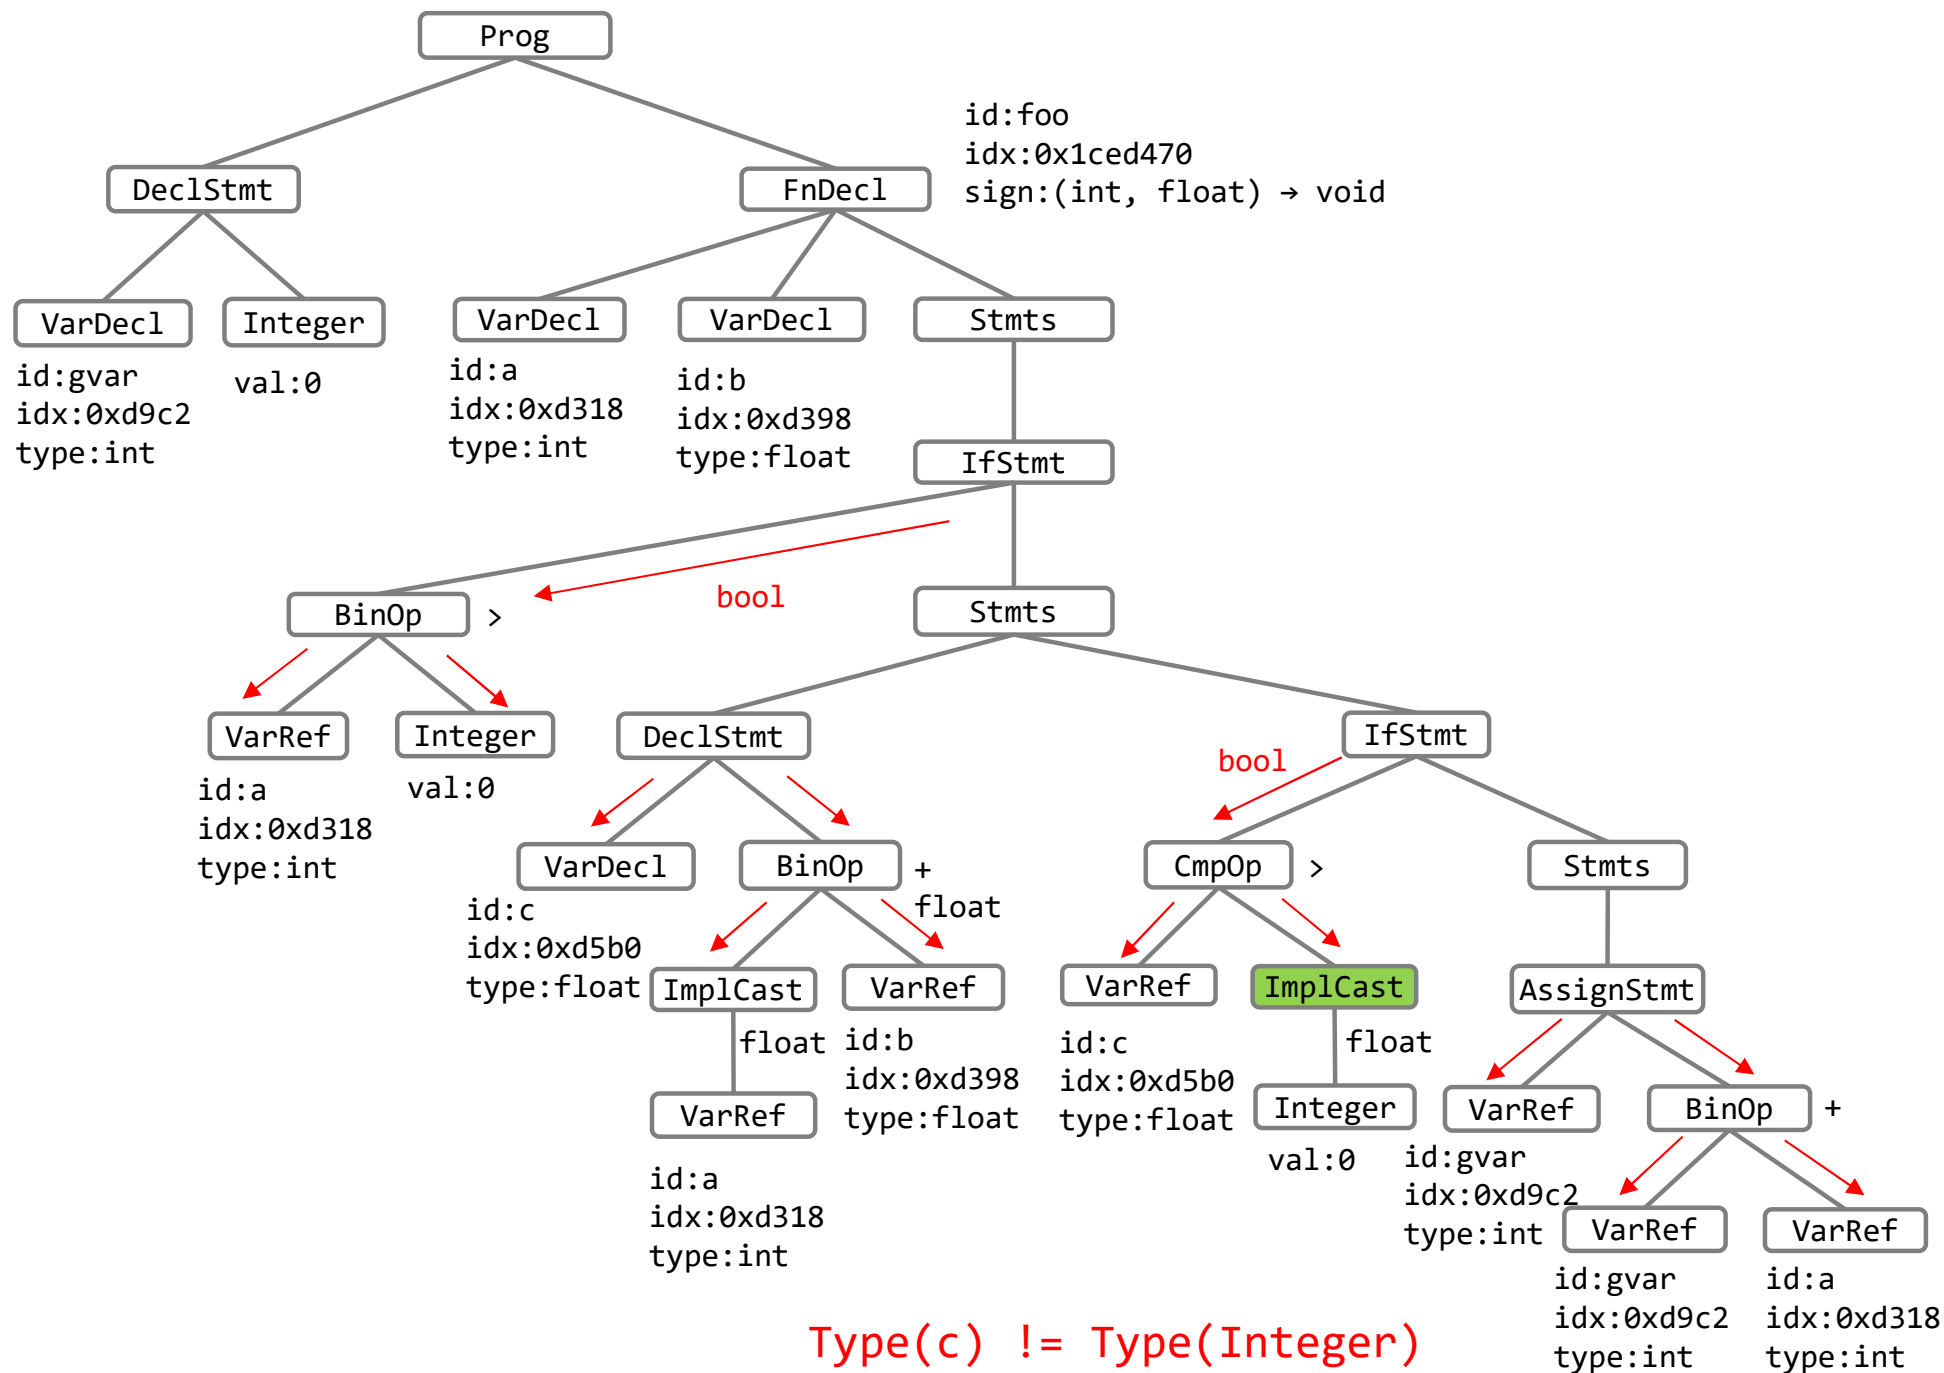 Prog
id:foo
idx:0x1ced470
sign:(int, float) → void
DeclStmt
FnDecl
VarDecl
Integer
VarDecl
VarDecl
Stmts
id:gvar
idx:0xd9c2
type:int
val:0
id:a
idx:0xd318
type:int
id:b
idx:0xd398
type:float
IfStmt
bool
BinOp >
Stmts
VarRef
Integer
DeclStmt
IfStmt
id:a
idx:0xd318
type:int
val:0
bool
VarDecl
BinOp +
float
CmpOp >
Stmts
id:c
idx:0xd5b0
type:float
ImplCast
VarRef
VarRef
ImplCast
AssignStmt
float
id:b
idx:0xd398
type:float
id:c
idx:0xd5b0
type:float
float
VarRef
Integer
VarRef
BinOp +
id:a
idx:0xd318
type:int
val:0
id:gvar
idx:0xd9c2
type:int
VarRef
VarRef
id:gvar
idx:0xd9c2
type:int
id:a
idx:0xd318
type:int
Type(c) != Type(Integer)